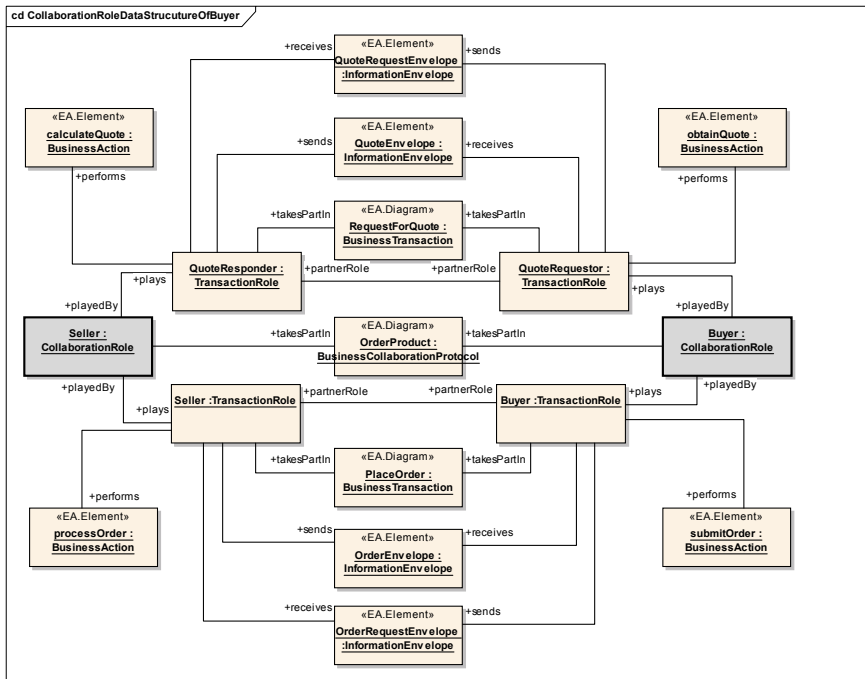 cd CollaborationRoleDataStrucutureOfBuyer
+receives
«EA.Element»
QuoteRequestEnvelope
:InformationEnvelope
+sends
«EA.Element»
calculateQuote :
BusinessAction
+performs
+sends
«EA.Element»
QuoteEnvelope :
InformationEnvelope
+receives
«EA.Element»
obtainQuote :
BusinessAction
+performs
+takesPartIn
«EA.Diagram»
RequestForQuote :
BusinessTransaction
+takesPartIn
QuoteResponder :
TransactionRole
+partnerRole
+partnerRole
QuoteRequestor :
TransactionRole
+plays
+plays
+playedBy
+playedBy
Seller :
CollaborationRole
+takesPartIn
OrderProduct :
BusinessCollaborationProtocol
+takesPartIn
Buyer :
CollaborationRole
+playedBy
+playedBy
+plays
Seller :TransactionRole
+partnerRole
+partnerRole
Buyer :TransactionRole
+plays
+takesPartIn
«EA.Diagram»
PlaceOrder :
BusinessTransaction
+takesPartIn
+performs
«EA.Element»
processOrder :
BusinessAction
+sends
«EA.Element»
OrderEnvelope :
InformationEnvelope
+receives
+performs
«EA.Element»
submitOrder :
BusinessAction
+receives
«EA.Element»
OrderRequestEnvelope
:InformationEnvelope
+sends